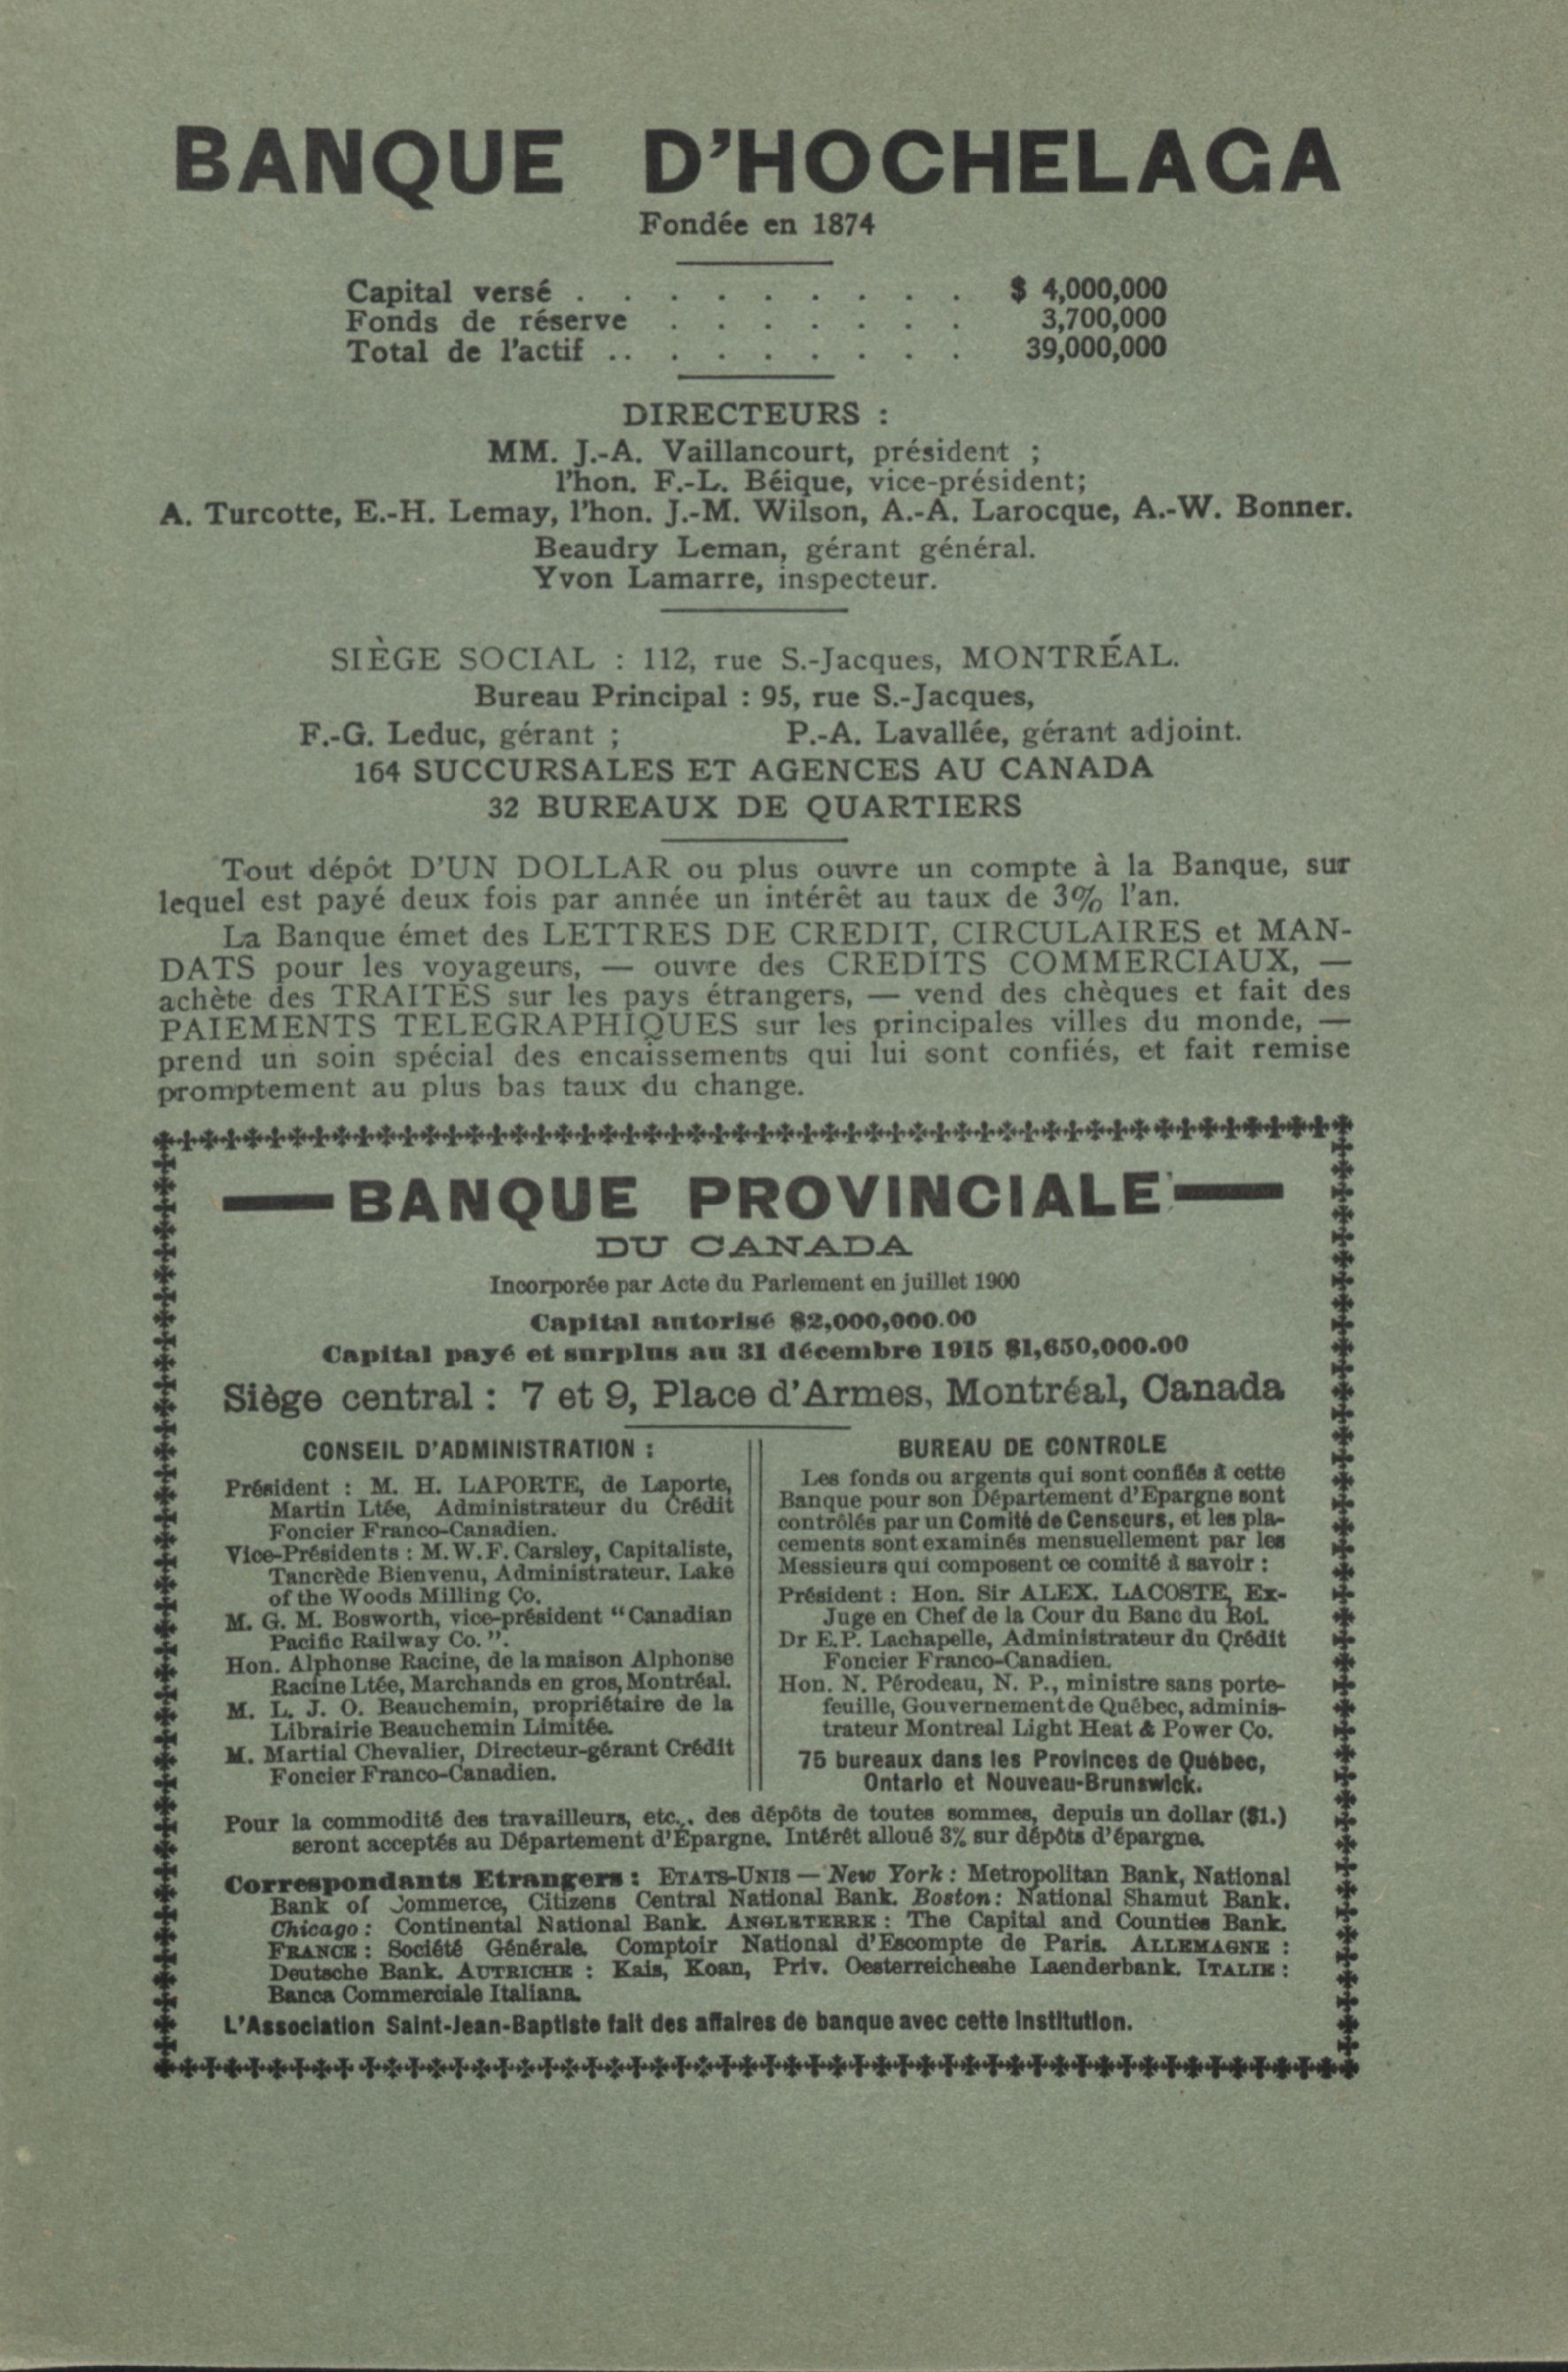 BANQUE D'HOCHELAGA
Fondée en 1874
Capital versé . . . . . . . . . $ 4,000,000
Fonds de réserve . . . . . . . 3,700,000
Total de l'actif .. . . . . . . . 39,000,000
DIRECTEURS :
MM. J.-A. Vaillancourt, président ;
l'hon. F.-L. Béique, vice-président;
A. Turcotte, E.-H. Lemay, l'hon. J.-M. Wilson, A.-A. Larocque, A.-W. Bonner.
Beaudry Leman, gérant général.
Yvon Lamarre, inspecteur.
SIÈGE SOCIAL : 112, rue S.-Jacques, MONTRÉAL.
Bureau Principal : 95, rue S.-Jacques,
F.-G. Leduc, gérant ; P.-A. Lavallée, gérant adjoint.
164 SUCCURSALES ET AGENCES AU CANADA
32 BUREAUX DE QUARTIERS
Tout dépôt D'UN DOLLAR ou plus ouvre un compte à la Banque, sur
lequel est payé deux fois par année un intérêt au taux de 3% l'an.
La Banque émet des LETTRES DE CREDIT, CIRCULAIRES et MAN-
DATS pour les voyageurs, — ouvre des CREDITS COMMERCIAUX, —
achète des TRAITES sur les pays étrangers, — vend des chèques et fait des
PAIEMENTS TELEGRAPHIQUES sur les principales villes du monde, —
prend un soin spécial des encaissements qui lui sont confiés, et fait remise
promptement au plus bas taux du change.
BANQUE PROVINCIALE
DU CANADA
Incorporée par Acte du Parlement en juillet 1900
Capital autorisé $2,000,000.00
Capital payé et surplus au 31 décembre 1915 $1,650,000.00
Siège central : 7 et 9, Place d'Armes, Montréal, Canada
CONSEIL D'ADMINISTRATION :
Président : M. H. LAPORTE, de Laporte,
Martin Ltée, Administrateur du Crédit
Foncier Franco-Canadien.
Vice-Présidents : M. W. F. Carsley, Capitaliste,
Tancrède Bienvenu, Administrateur. Lake
of the Woods Milling Co.
M. G. M. Bosworth, vice-président "Canadian
Pacific Railway Co.".
Hon. Alphonse Racine, de la maison Alphonse
Racine Ltée, Marchands en gros, Montréal.
M. L. J. O. Beauchemin, propriétaire de la
Librairie Beauchemin Limitée.
M. Martial Chevalier, Directeur-gérant Crédit
Foncier Franco-Canadien.
BUREAU DE CONTROLE
Les fonds ou argents qui sont confiés à cette
Banque pour son Département d'Epargne sont
contrôlés par un Comité de Censeurs, et les pla-
cements sont examinés mensuellement par les
Messieurs qui composent ce comité à savoir :
Président : Hon. Sir ALEX. LACOSTE, Ex-
Juge en Chef de la Cour du Banc du Roi.
Dr E.P. Lachapelle, Administrateur du Crédit
Foncier Franco-Canadien.
Hon. N. Pérodeau, N. P., ministre sans porte-
feuille, Gouvernement de Québec, adminis-
trateur Montreal Light Heat & Power Co.
75 bureaux dans les Provinces de Québec,
Ontario et Nouveau-Brunswick.
Pour la commodité des travailleurs, etc., des dépôts de toutes sommes, depuis un dollar ($1.)
seront acceptés au Département d'Épargne. Intérêt alloué 3% sur dépôts d'épargne.
Correspondants Etrangers : ETATS-UNIS — New York : Metropolitan Bank, National
Bank of Commerce, Citizens Central National Bank. Boston : National Shamut Bank.
Chicago : Continental National Bank. ANGLETERRE : The Capital and Counties Bank.
FRANCE : Société Générale. Comptoir National d'Escompte de Paris. ALLEMAGNE :
Deutsche Bank. AUTRICHE : Kais, Koan, Priv. Oesterreicheshe Laenderbank. ITALIE :
Banca Commerciale Italiana.
L'Association Saint-Jean-Baptiste fait des affaires de banque avec cette institution.